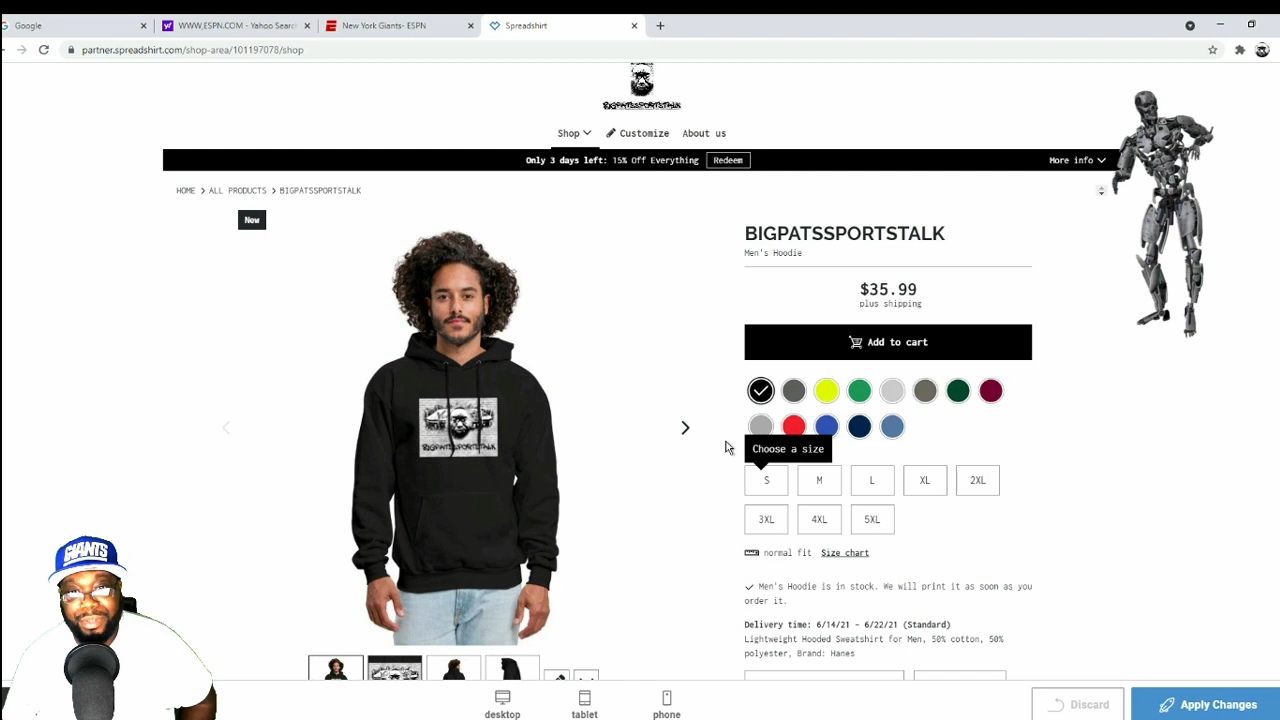 Google
WWW.ESPN.COM - Yahoo Searc
New York Giants- ESPN
Spreadshirt
partner.spreadshirt.com/shop-area/101197078/shop
BIGPATSSPORTSTALK
Shop
Customize
About us
Only 3 days left: 15% Off Everything
Redeem
More info
HOME > ALL PRODUCTS > BIGPATSSPORTSTALK
New
BIGPATSSPORTSTALK
Men's Hoodie
$35.99
plus shipping
Add to cart
BIGPATSSPORTSTALK
Choose a size
S M L XL 2XL
3XL 4XL 5XL
normal fit Size chart
Men's Hoodie is in stock. We will print it as soon as you
order it.
Delivery time: 6/14/21 - 6/22/21 (Standard)
Lightweight Hooded Sweatshirt for Men, 50% cotton, 50%
polyester, Brand: Hanes
GIANTS
desktop
tablet
phone
Discard
Apply Changes